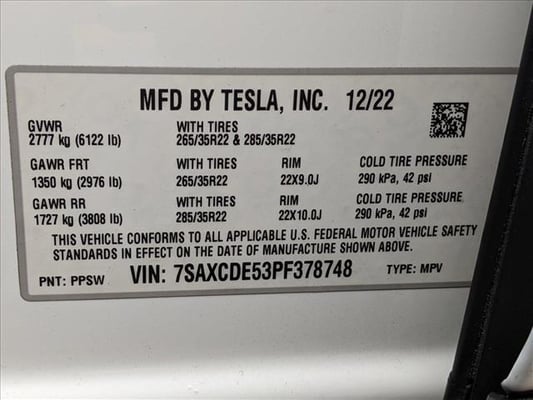 MFD BY TESLA, INC. 12/22
GVWR WITH TIRES
2777 kg (6122 lb) 265/35R22 & 285/35R22
GAWR FRT WITH TIRES RIM COLD TIRE PRESSURE
1350 kg (2976 lb) 265/35R22 22X9.0J 290 kPa, 42 psi
GAWR RR WITH TIRES RIM COLD TIRE PRESSURE
1727 kg (3808 lb) 285/35R22 22X10.0J 290 kPa, 42 psi
THIS VEHICLE CONFORMS TO ALL APPLICABLE U.S. FEDERAL MOTOR VEHICLE SAFETY
STANDARDS IN EFFECT ON THE DATE OF MANUFACTURE SHOWN ABOVE.
PNT: PPSW VIN: 7SAXCDE53PF378748 TYPE: MPV